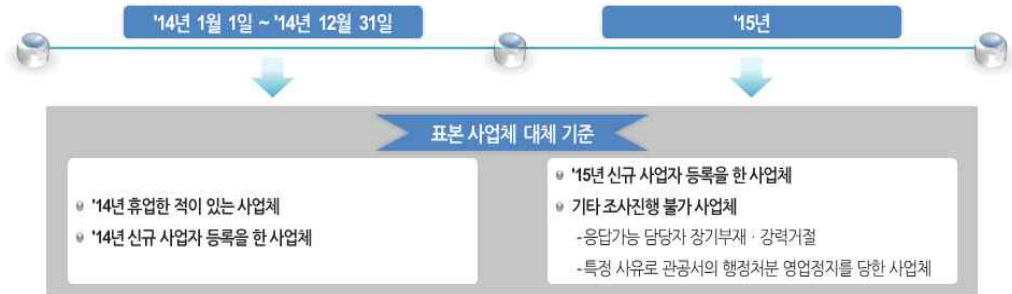 '14년 1월 1일 ~ '14년 12월 31일
'15년
표본 사업체 대체 기준
'14년 휴업한 적이 있는 사업체
'14년 신규 사업자 등록을 한 사업체
'15년 신규 사업자 등록을 한 사업체
기타 조사진행 불가 사업체
-응답가능 담당자 장기부재 · 강력거절
-특정 사유로 관공서의 행정처분 영업정지를 당한 사업체